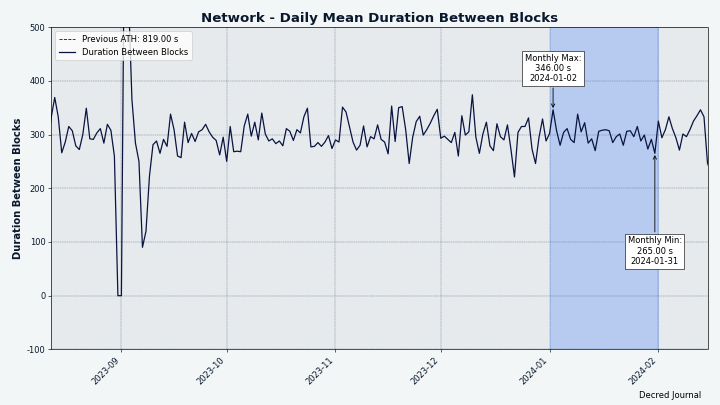 Network - Daily Mean Duration Between Blocks
Previous ATH: 819.00 s
Duration Between Blocks
Monthly Max:
346.00 s
2024-01-02
Monthly Min:
265.00 s
2024-01-31
Duration Between Blocks
500
400
300
200
100
0
-100
2023-09
2023-10
2023-11
2023-12
2024-01
2024-02
Decred Journal